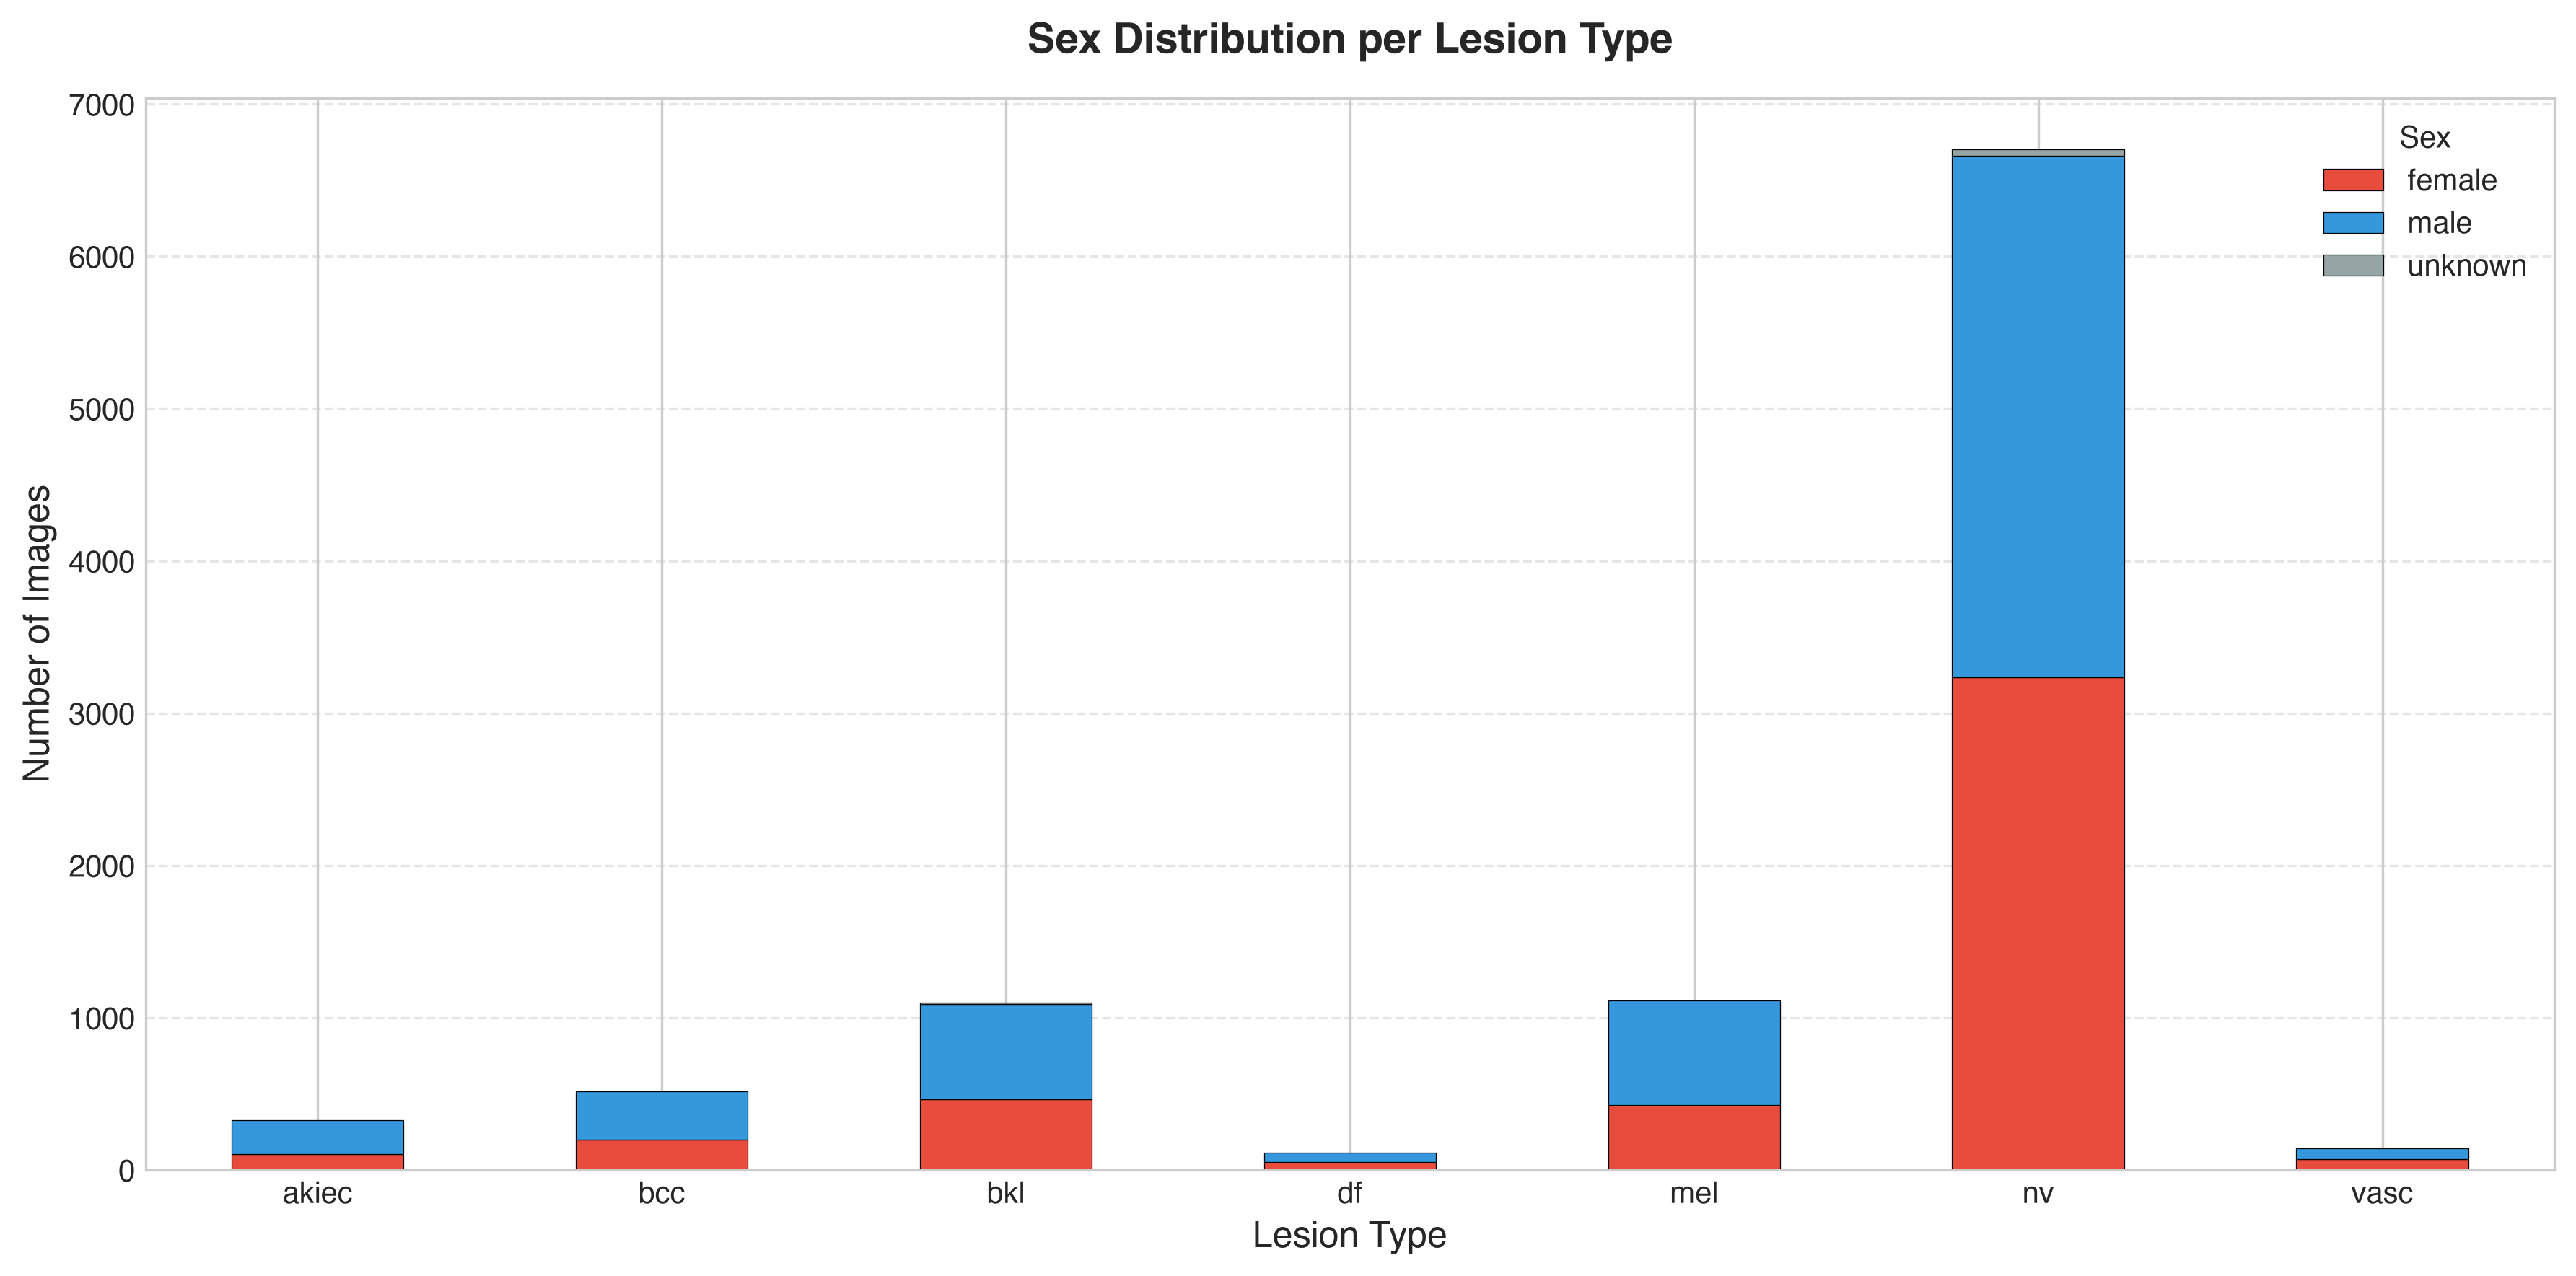 Sex Distribution per Lesion Type
Number of Images
7000
6000
5000
4000
3000
2000
1000
0
Sex
female
male
unknown
akiec bcc bkl df mel nv vasc
Lesion Type